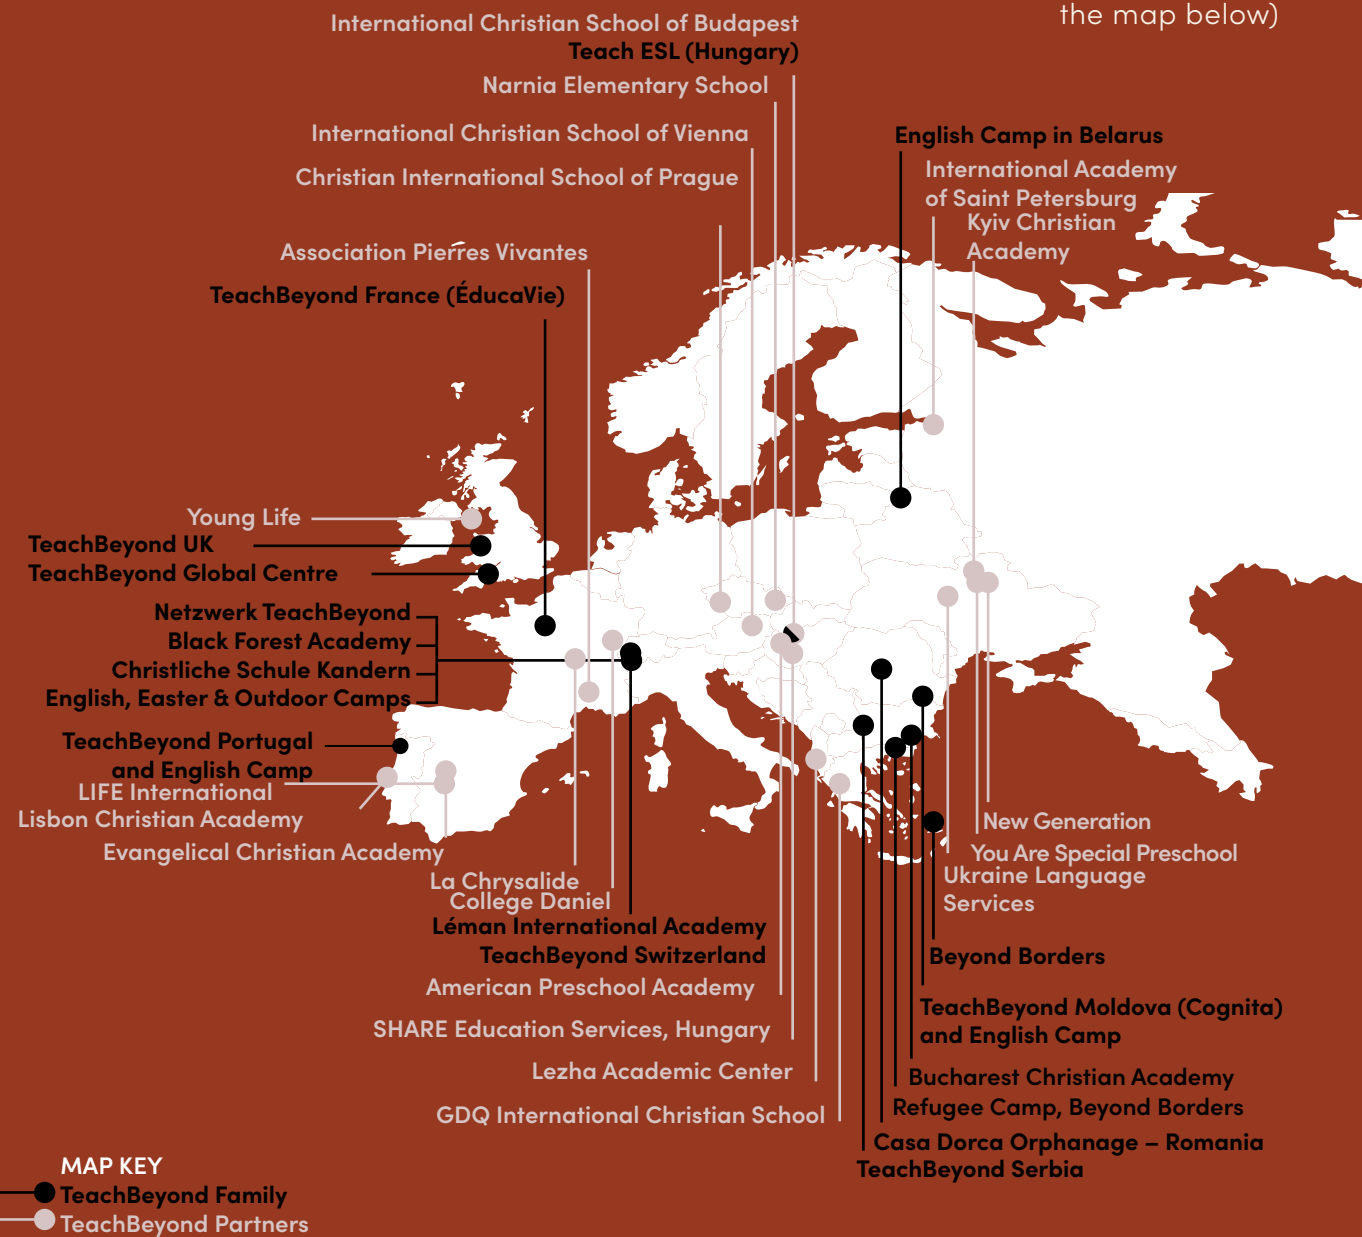 the map below)
International Christian School of Budapest
Teach ESL (Hungary)
Narnia Elementary School
International Christian School of Vienna
Christian International School of Prague
Association Pierres Vivantes
TeachBeyond France (ÉducaVie)
English Camp in Belarus
International Academy
of Saint Petersburg
Kyiv Christian
Academy
Young Life
TeachBeyond UK
TeachBeyond Global Centre
Netzwerk TeachBeyond
Black Forest Academy
Christliche Schule Kandern
English, Easter & Outdoor Camps
TeachBeyond Portugal
and English Camp
LIFE International
Lisbon Christian Academy
Evangelical Christian Academy
La Chrysalide
College Daniel
Léman International Academy
TeachBeyond Switzerland
American Preschool Academy
SHARE Education Services, Hungary
Lezha Academic Center
GDQ International Christian School
New Generation
You Are Special Preschool
Ukraine Language
Services
Beyond Borders
TeachBeyond Moldova (Cognita)
and English Camp
Bucharest Christian Academy
Refugee Camp, Beyond Borders
Casa Dorca Orphanage – Romania
TeachBeyond Serbia
MAP KEY
TeachBeyond Family
TeachBeyond Partners